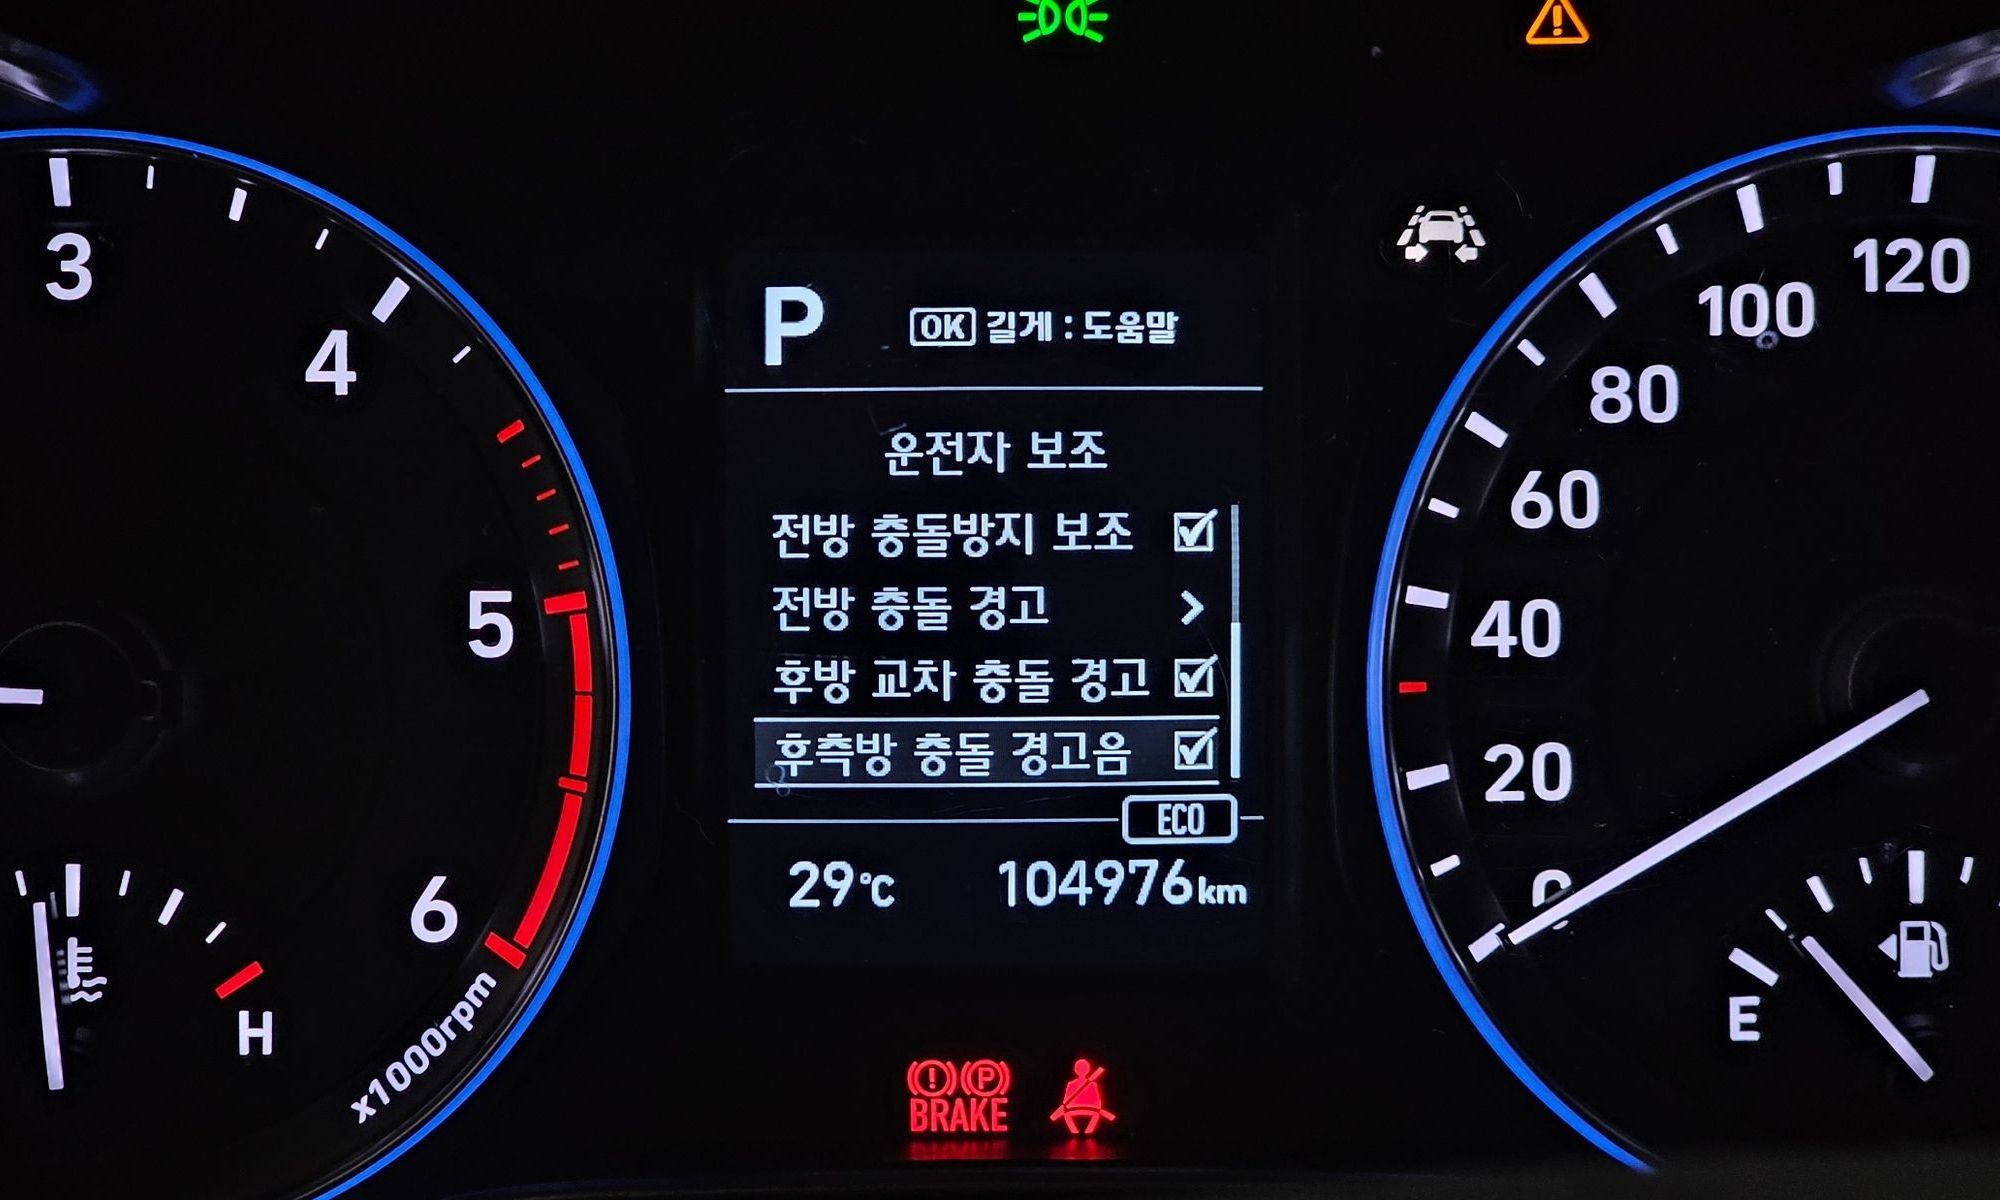 P OK 길게 : 도움말
운전자 보조
전방 충돌방지 보조
전방 충돌 경고 >
후방 교차 충돌 경고
후측방 충돌 경고음
ECO
29°C 104976km
3
4
5
6
x1000rpm
H
120
100
80
60
40
20
0
E
BRAKE
P